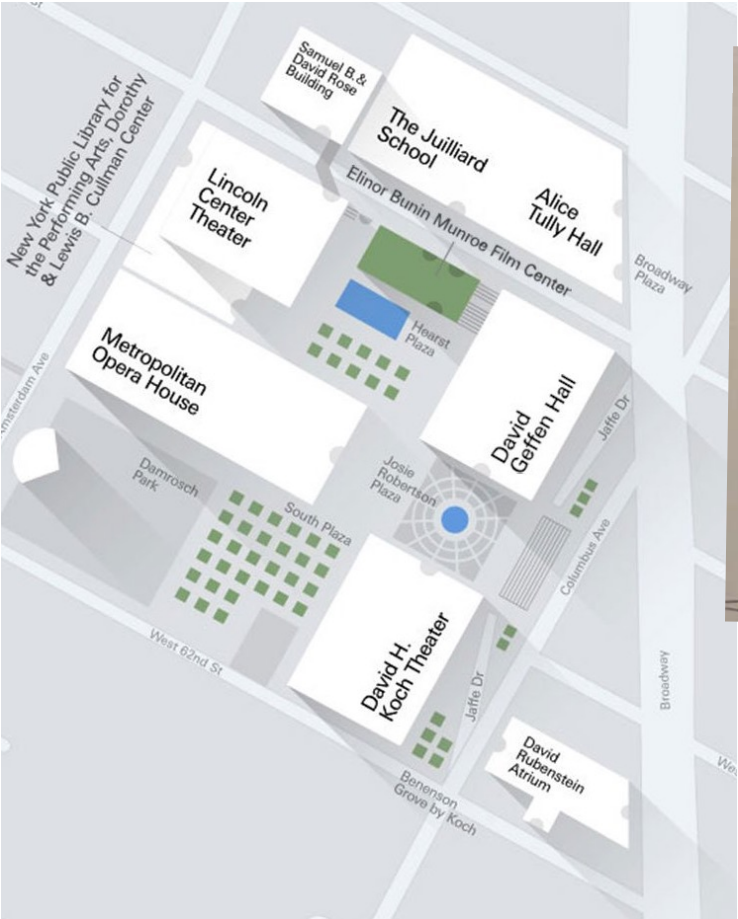 Samuel B. &
David Rose
Building
The Juilliard
School
Alice
Tully Hall
New York Public Library for
the Performing Arts, Dorothy
& Lewis B. Cullman Center
Lincoln
Center
Theater
Elinor Bunin Munroe Film Center
Broadway
Plaza
Hearst
Plaza
Metropolitan
Opera House
David
Geffen Hall
Jaffe Dr
Amsterdam Ave
Damrosch
Park
Josie
Robertson
Plaza
South Plaza
Columbus Ave
West 62nd St
David H.
Koch Theater
Jaffe Dr
Broadway
David
Rubenstein
Atrium
Benenson
Grove by Koch